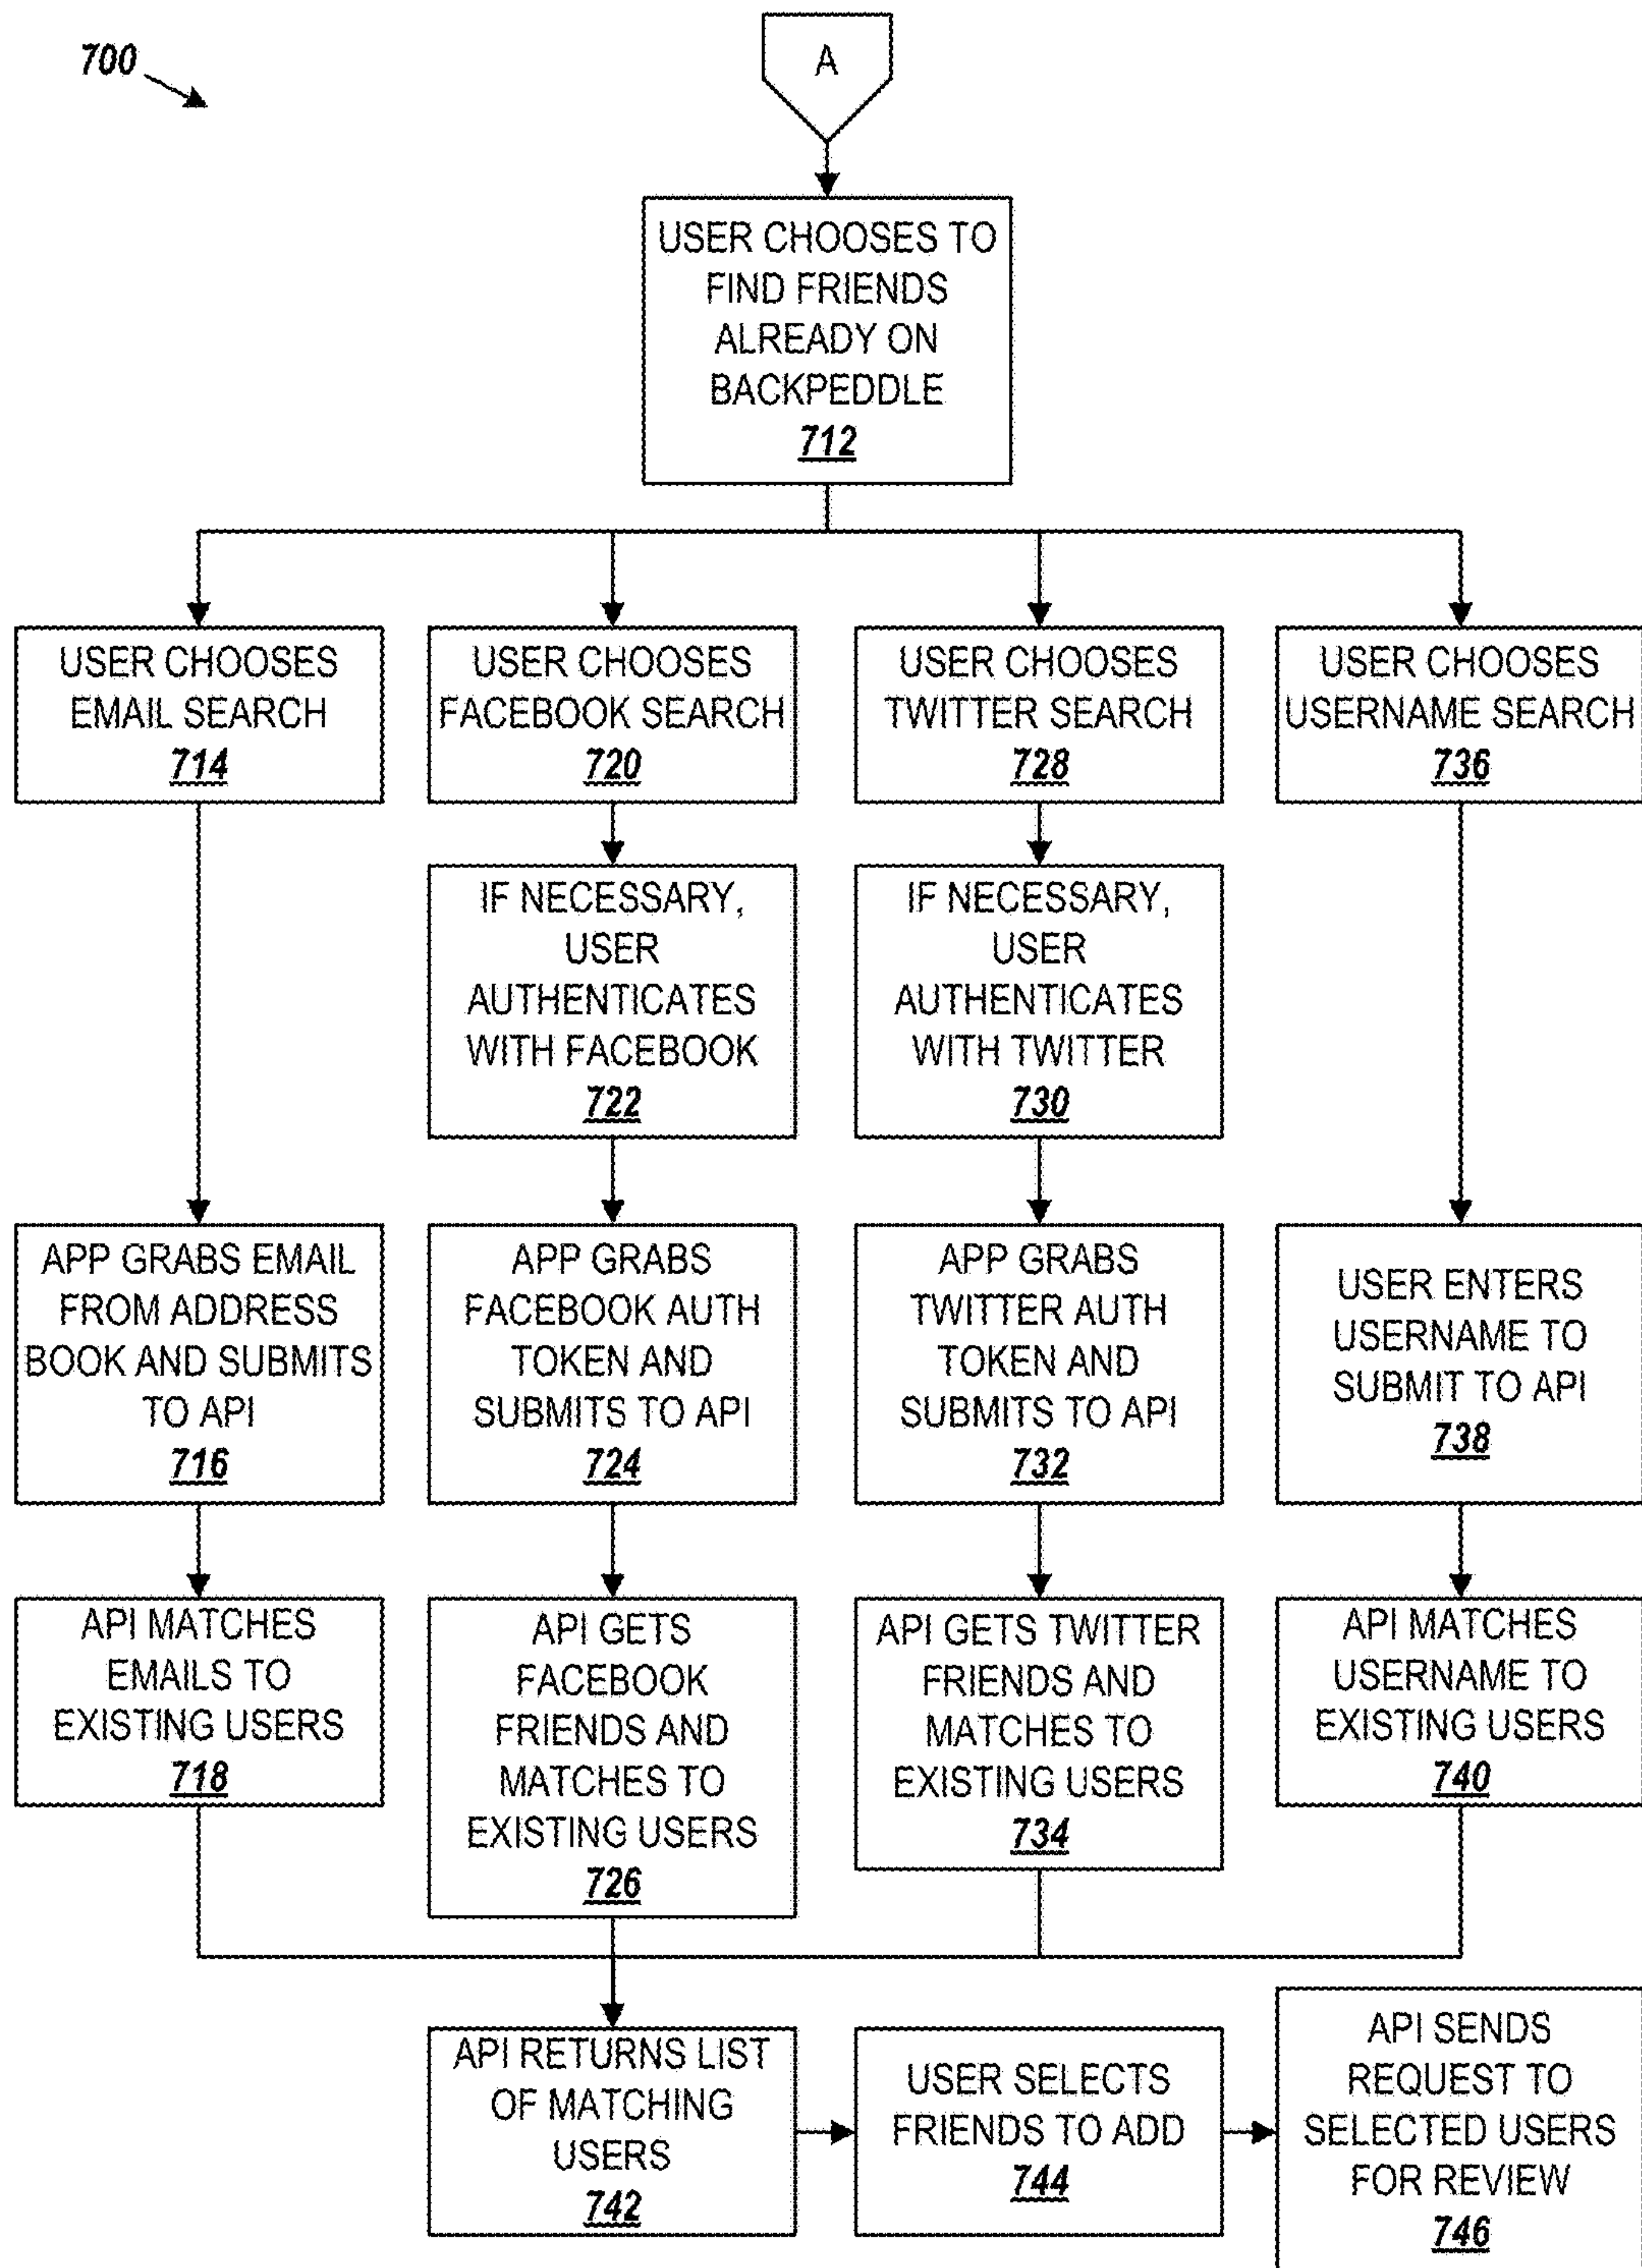 700
A
USER CHOOSES TO
FIND FRIENDS
ALREADY ON
BACKPEDDLE
712
USER CHOOSES
EMAIL SEARCH
714
USER CHOOSES
FACEBOOK SEARCH
720
USER CHOOSES
TWITTER SEARCH
728
USER CHOOSES
USERNAME SEARCH
736
IF NECESSARY,
USER
AUTHENTICATES
WITH FACEBOOK
722
IF NECESSARY,
USER
AUTHENTICATES
WITH TWITTER
730
APP GRABS EMAIL
FROM ADDRESS
BOOK AND SUBMITS
TO API
716
APP GRABS
FACEBOOK AUTH
TOKEN AND
SUBMITS TO API
724
APP GRABS
TWITTER AUTH
TOKEN AND
SUBMITS TO API
732
USER ENTERS
USERNAME TO
SUBMIT TO API
738
API MATCHES
EMAILS TO
EXISTING USERS
718
API GETS
FACEBOOK
FRIENDS AND
MATCHES TO
EXISTING USERS
726
API GETS TWITTER
FRIENDS AND
MATCHES TO
EXISTING USERS
734
API MATCHES
USERNAME TO
EXISTING USERS
740
API RETURNS LIST
OF MATCHING
USERS
742
USER SELECTS
FRIENDS TO ADD
744
API SENDS
REQUEST TO
SELECTED USERS
FOR REVIEW
746